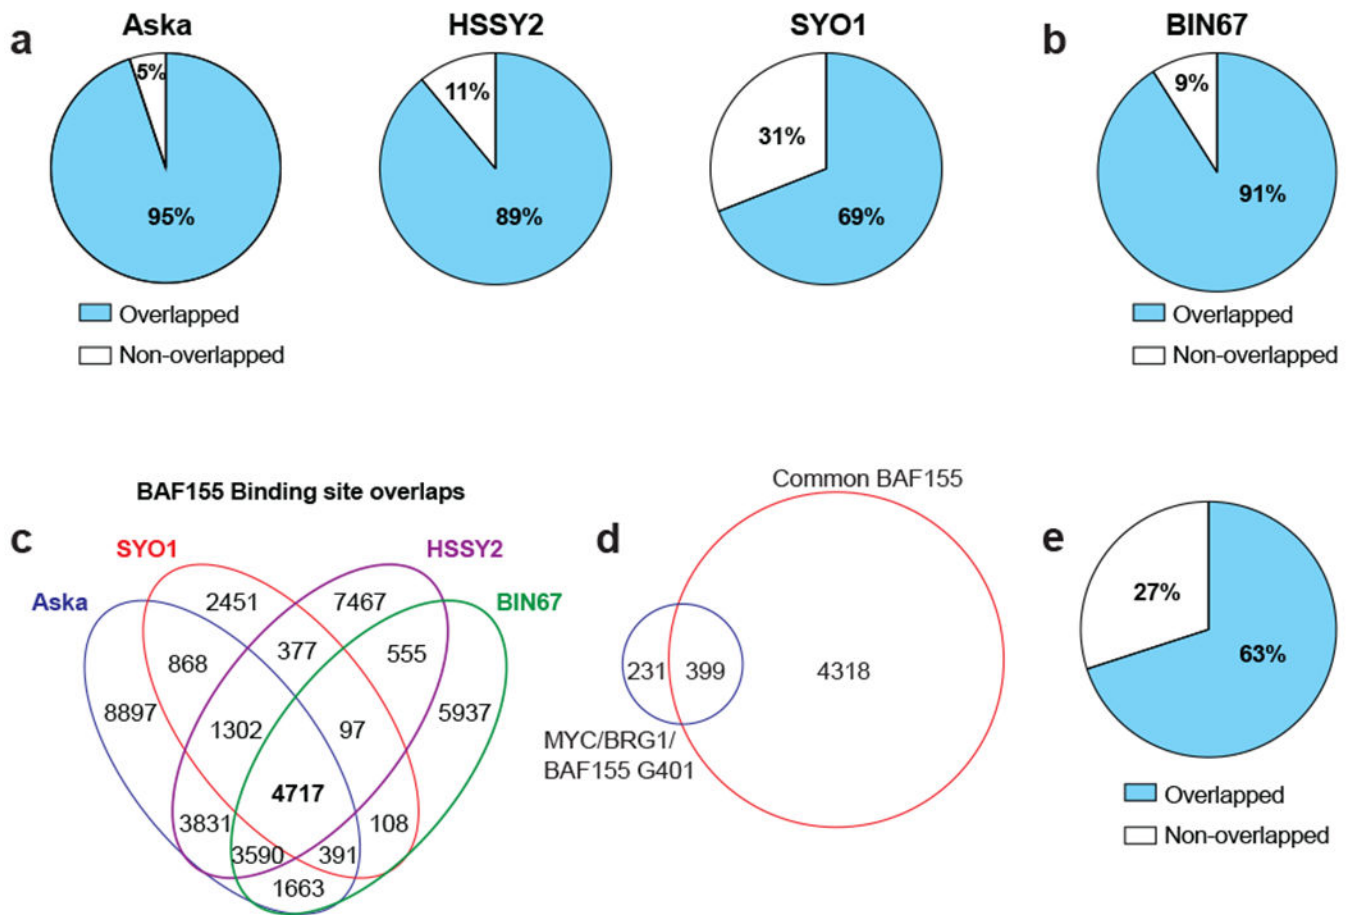 a
Aska
HSSY2
SYO1
b
BIN67
5%
95%
11%
89%
31%
69%
9%
91%
Overlapped
Non-overlapped
Overlapped
Non-overlapped
BAF155 Binding site overlaps
c
SYO1
HSSY2
Aska
BIN67
2451
7467
868
377
555
8897
1302
97
5937
4717
3831
108
3590
391
1663
d
Common BAF155
231
399
4318
MYC/BRG1/
BAF155 G401
e
27%
63%
Overlapped
Non-overlapped